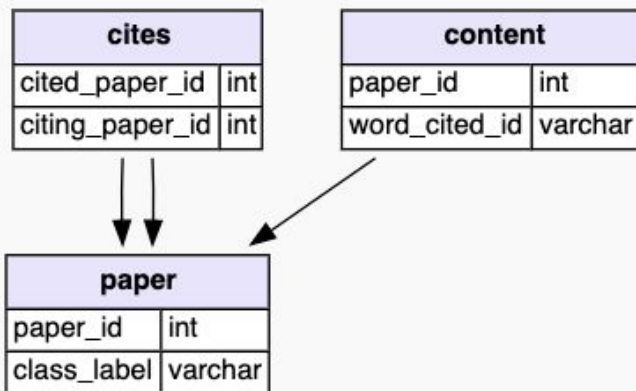 cites
cited_paper_id int
citing_paper_id int
content
paper_id int
word_cited_id varchar
paper
paper_id int
class_label varchar